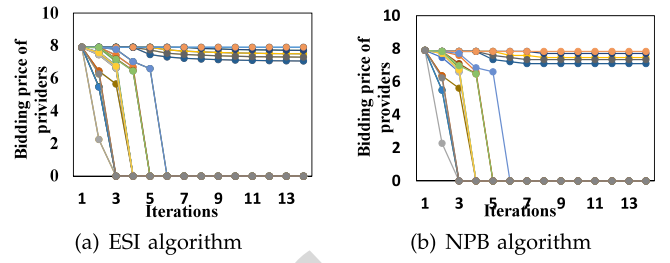 Bidding price of
prividers
10
8
6
4
2
0
1 3 5 7 9 11 13
Iterations
(a) ESI algorithm
Bidding price of
providers
10
8
6
4
2
0
1 3 5 7 9 11 13
Iterations
(b) NPB algorithm